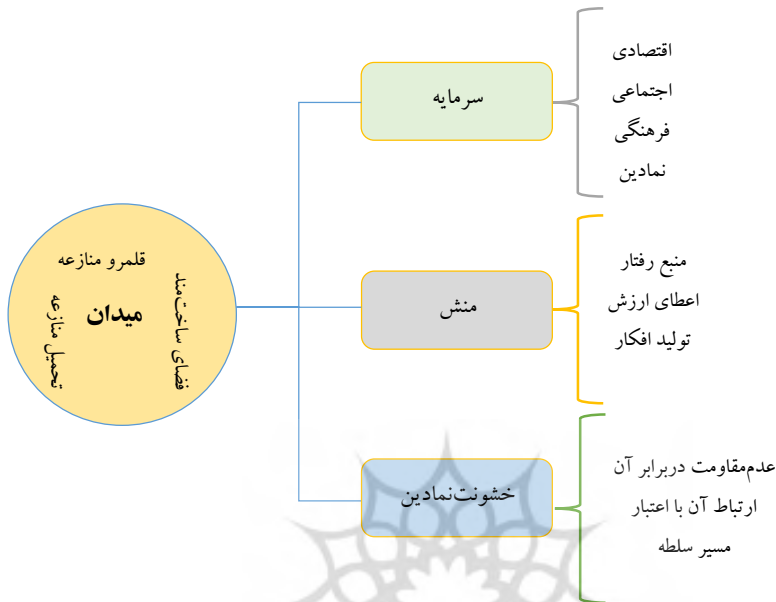 اقتصادی
اجتماعی
فرهنگی
نمادین
سرمایه
منبع رفتار
اعطای ارزش
تولید افکار
منش
عدم‌مقاومت دربرابر آن
ارتباط آن با اعتبار
مسیر سلطه
خشونت‌نمادین
قلمرو منازعه
فضای ساخت‌مند
میدان
تحمیل منازعه